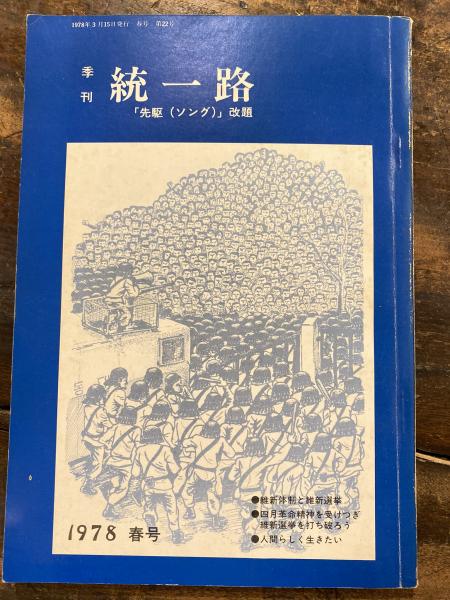 1978年3月15日発行 春号 第22号
季刊
統一路
「先駆(ソング)」改題
●維新体制と維新選挙
●四月革命精神を受けつぎ
維新選挙を打ち破ろう
●人間らしく生きたい
1978 春号